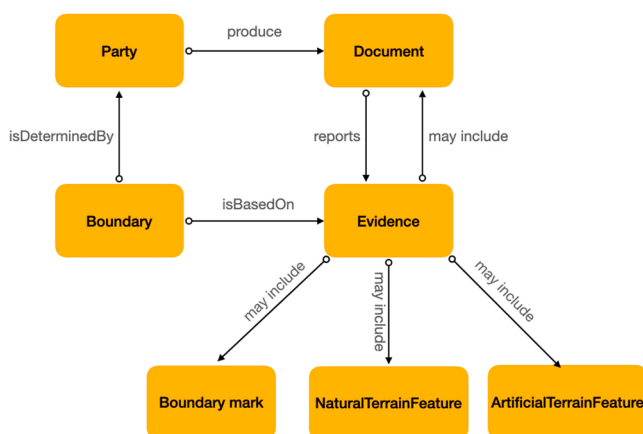 produce
Party
Document
isDeterminedBy
reports
may include
isBasedOn
Boundary
Evidence
may include
may include
may include
Boundary mark
NaturalTerrainFeature
ArtificialTerrainFeature